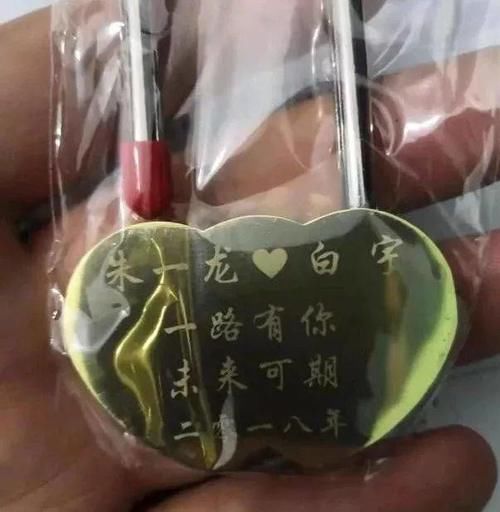 朱一龙♥白宇
一路有你
未来可期
二零一八年